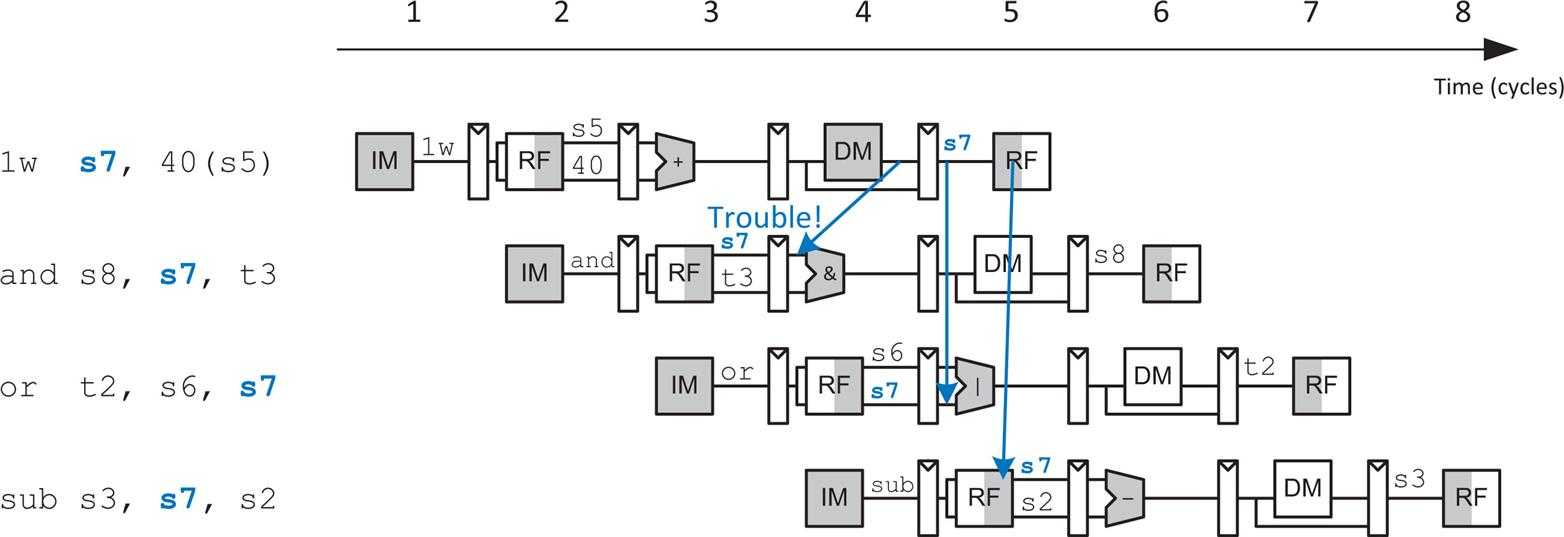 1 2 3 4 5 6 7 8
Time (cycles)
lw s7, 40(s5)
IM lw RF s5 40 + DM s7 RF
Trouble!
and s8, s7, t3
IM and RF s7 t3 & DM s8 RF
or t2, s6, s7
IM or RF s6 s7 | DM t2 RF
sub s3, s7, s2
IM sub RF s7 s2 − DM s3 RF